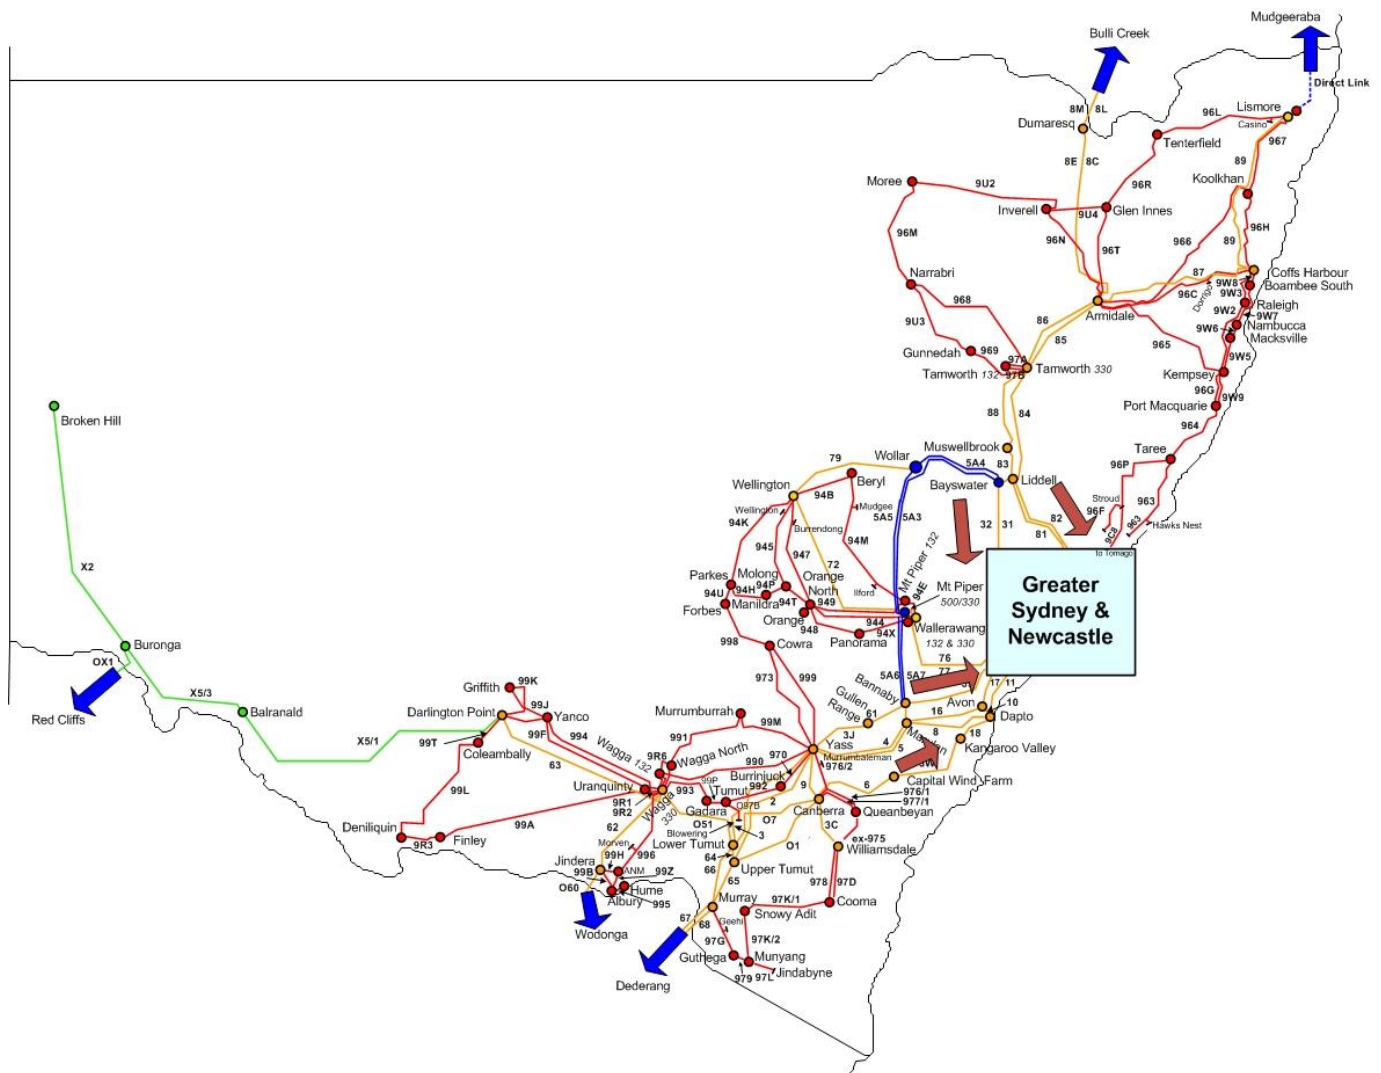 Mudgeeraba
Bulli Creek
Direct Link
8M
8L
Dumaresq
96L
Lismore
Casino
967
Tenterfield
8E
8C
89
Koolkhan
Moree
9U2
96R
Inverell
9U4
Glen Innes
96M
96N
96T
966
96H
89
Narrabri
87
Coffs Harbour
9W8
Boambee South
96C
Dorrigo
9W3
968
Armidale
9W2
Raleigh
9W7
9U3
86
9W6
Nambucca
Macksville
85
965
9W5
Gunnedah
969
97A
Tamworth 132
97B
Tamworth 330
Kempsey
96G
9W9
Broken Hill
88
84
Port Macquarie
964
Muswellbrook
Taree
79
Wollar
5A4
83
96P
Wellington
94B
Beryl
Bayswater
Liddell
Stroud
963
Wellington
Mudgee
96F
94K
5A5
5A3
82
Hawks Nest
Burrendong
32
31
81
963
9C8
945
947
94M
Mt Piper 132
to Tomago
X2
72
Parkes
Molong
Orange
94E
Mt Piper
94U
94H
94P
North
Ilford
500/330
Greater
Sydney &
Newcastle
Forbes
Manildra
94T
949
Orange
944
Wallerawang
948
94X
132 & 330
998
Panorama
Buronga
Cowra
76
OX1
77
973
999
5A6
5A7
99K
Griffith
Bannaby
17
11
X5/3
Gullen
Range
Red Cliffs
Balranald
Darlington Point
99J
Yanco
Murrumburrah
61
16
Avon
10
Dapto
99M
X5/1
99T
99F
994
991
3J
8
18
Coleambally
Wagga 132
9R6
Wagga North
Yass
4
5
Kangaroo Valley
63
990
970
Murrumbateman
976/2
Burrinjuck
6
Capital Wind Farm
99L
Uranquinty
993
99P
992
9
976/1
977/1
9R1
9R2
Wagga
330
Tumut
Gadara
O97B
2
Canberra
Queanbeyan
Deniliquin
99A
62
O51
O7
3C
9R3
Finley
Blowering
3
ex-975
Morven
Lower Tumut
O1
Williamsdale
99H
996
64
Jindera
66
Upper Tumut
99B
ANM
99Z
65
978
97D
O60
Hume
Albury
995
Murray
97K/1
Cooma
67
68
Snowy Adit
Wodonga
Geehi
97G
97K/2
Guthega
Munyang
Dederang
979
97L
Jindabyne